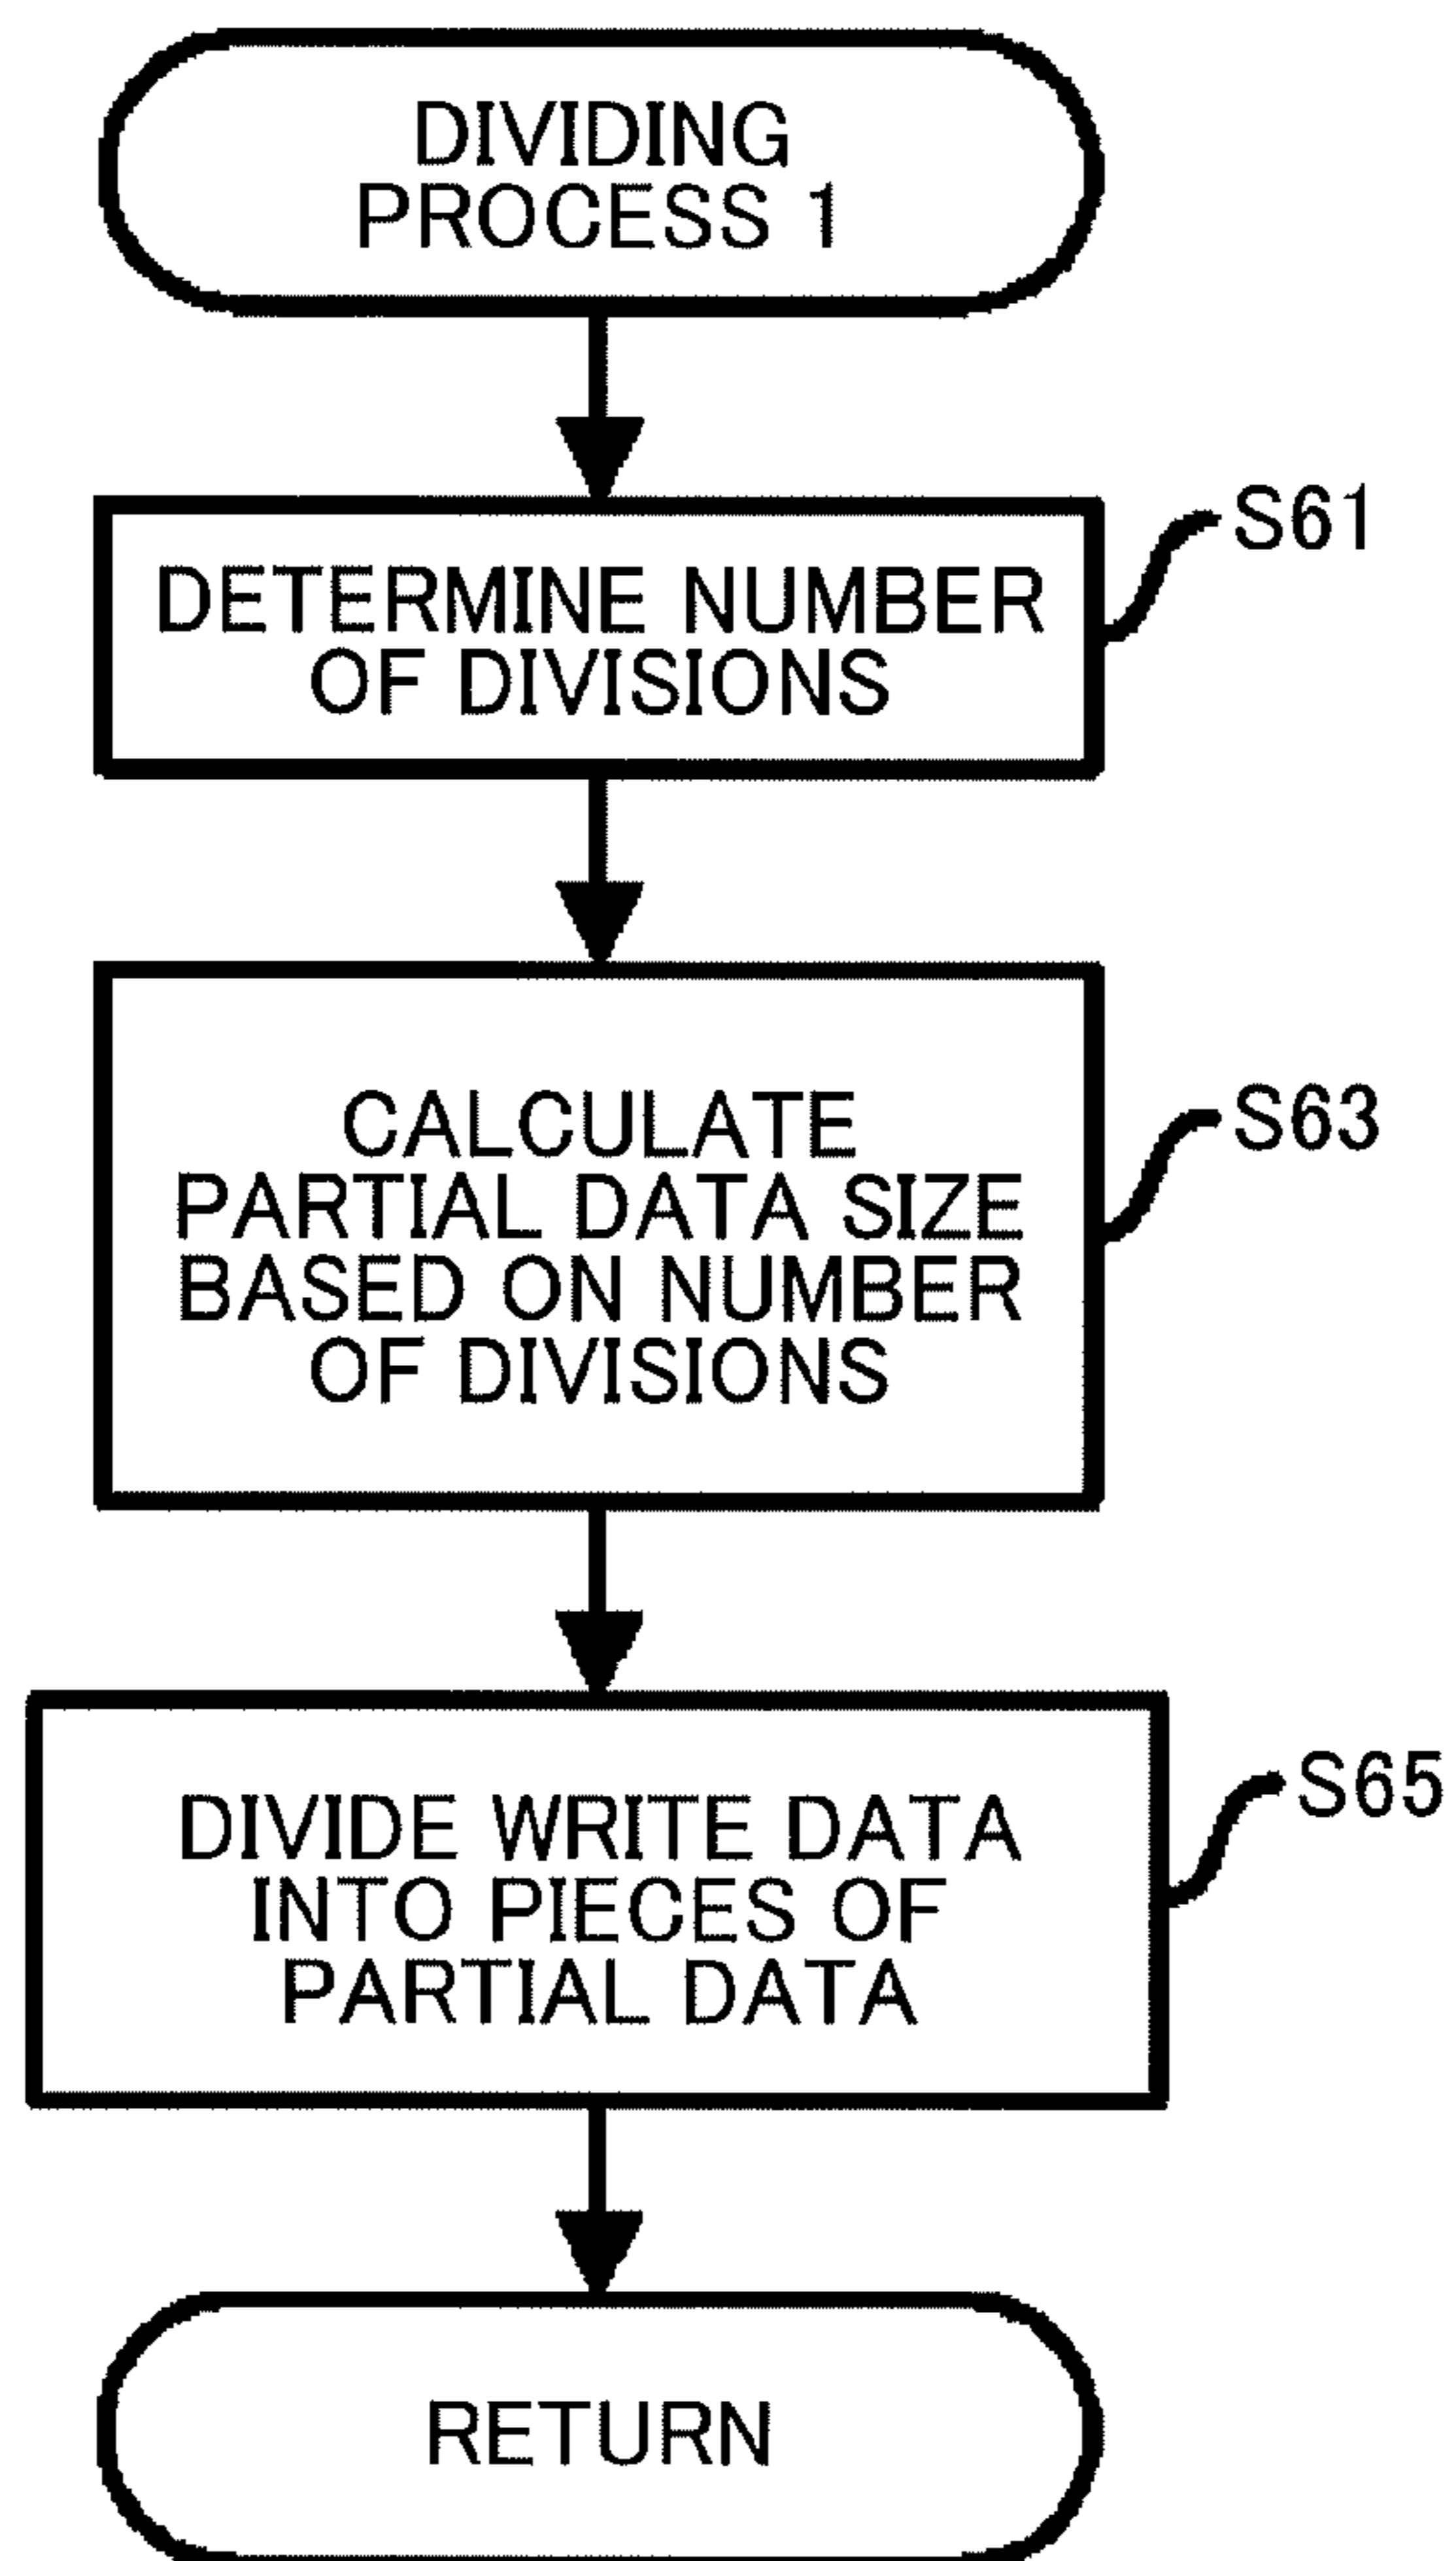 DIVIDING
PROCESS 1
S61
DETERMINE NUMBER
OF DIVISIONS
S63
CALCULATE
PARTIAL DATA SIZE
BASED ON NUMBER
OF DIVISIONS
S65
DIVIDE WRITE DATA
INTO PIECES OF
PARTIAL DATA
RETURN